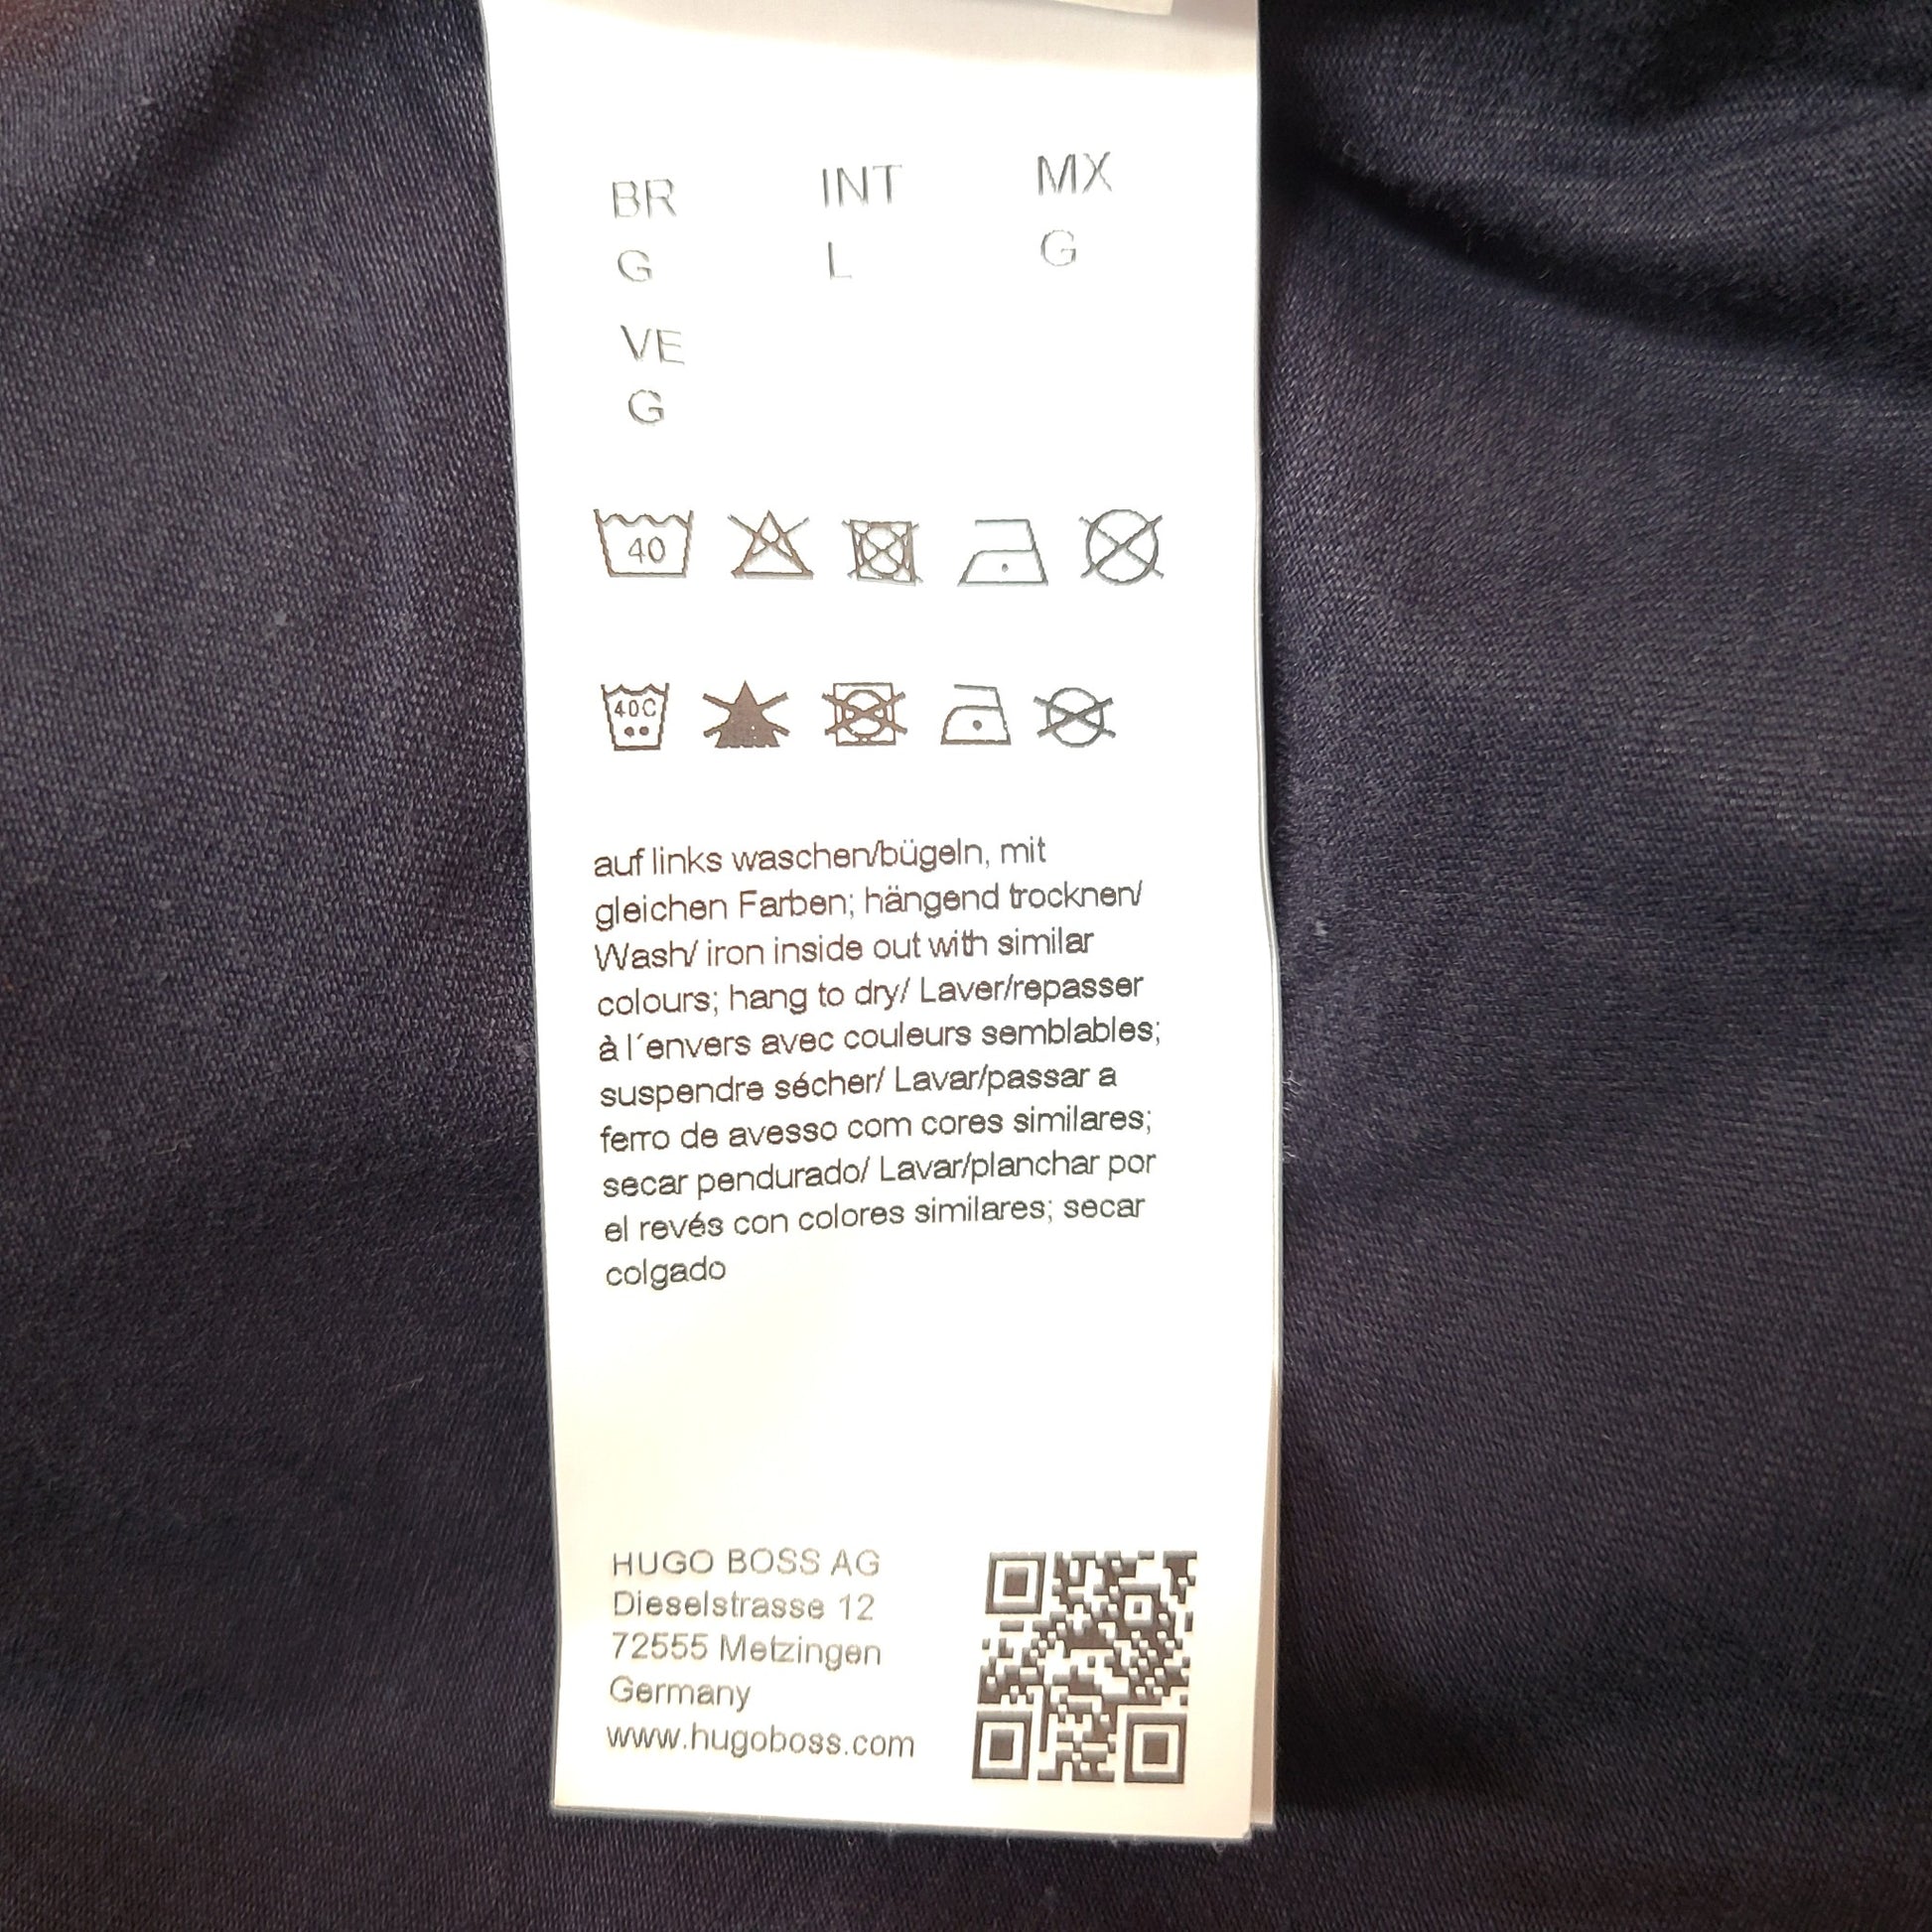 BR INT MX
G L G
VE
G
40
40C
auf links waschen/bügeln, mit
gleichen Farben; hängend trocknen/
Wash/ iron inside out with similar
colours; hang to dry/ Laver/repasser
à l´envers avec couleurs semblables;
suspendre sécher/ Lavar/passar a
ferro de avesso com cores similares;
secar pendurado/ Lavar/planchar por
el revés con colores similares; secar
colgado
HUGO BOSS AG
Dieselstrasse 12
72555 Metzingen
Germany
www.hugoboss.com